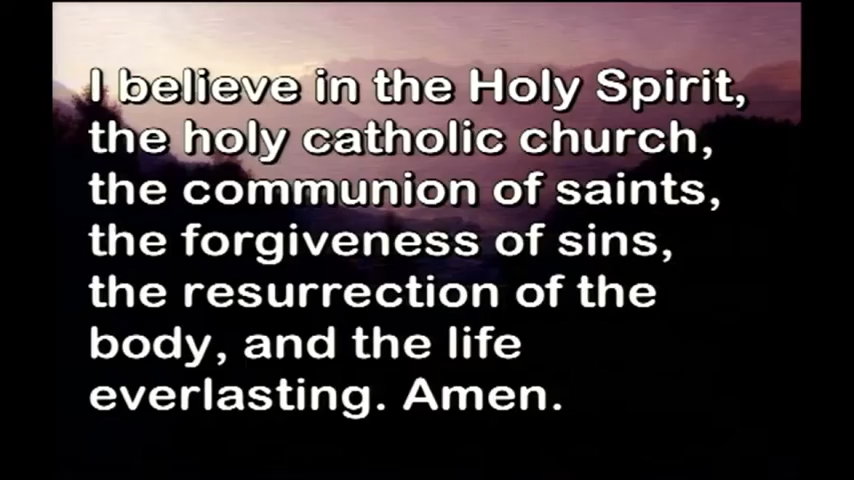 I believe in the Holy Spirit,
the holy catholic church,
the communion of saints,
the forgiveness of sins,
the resurrection of the
body, and the life
everlasting. Amen.